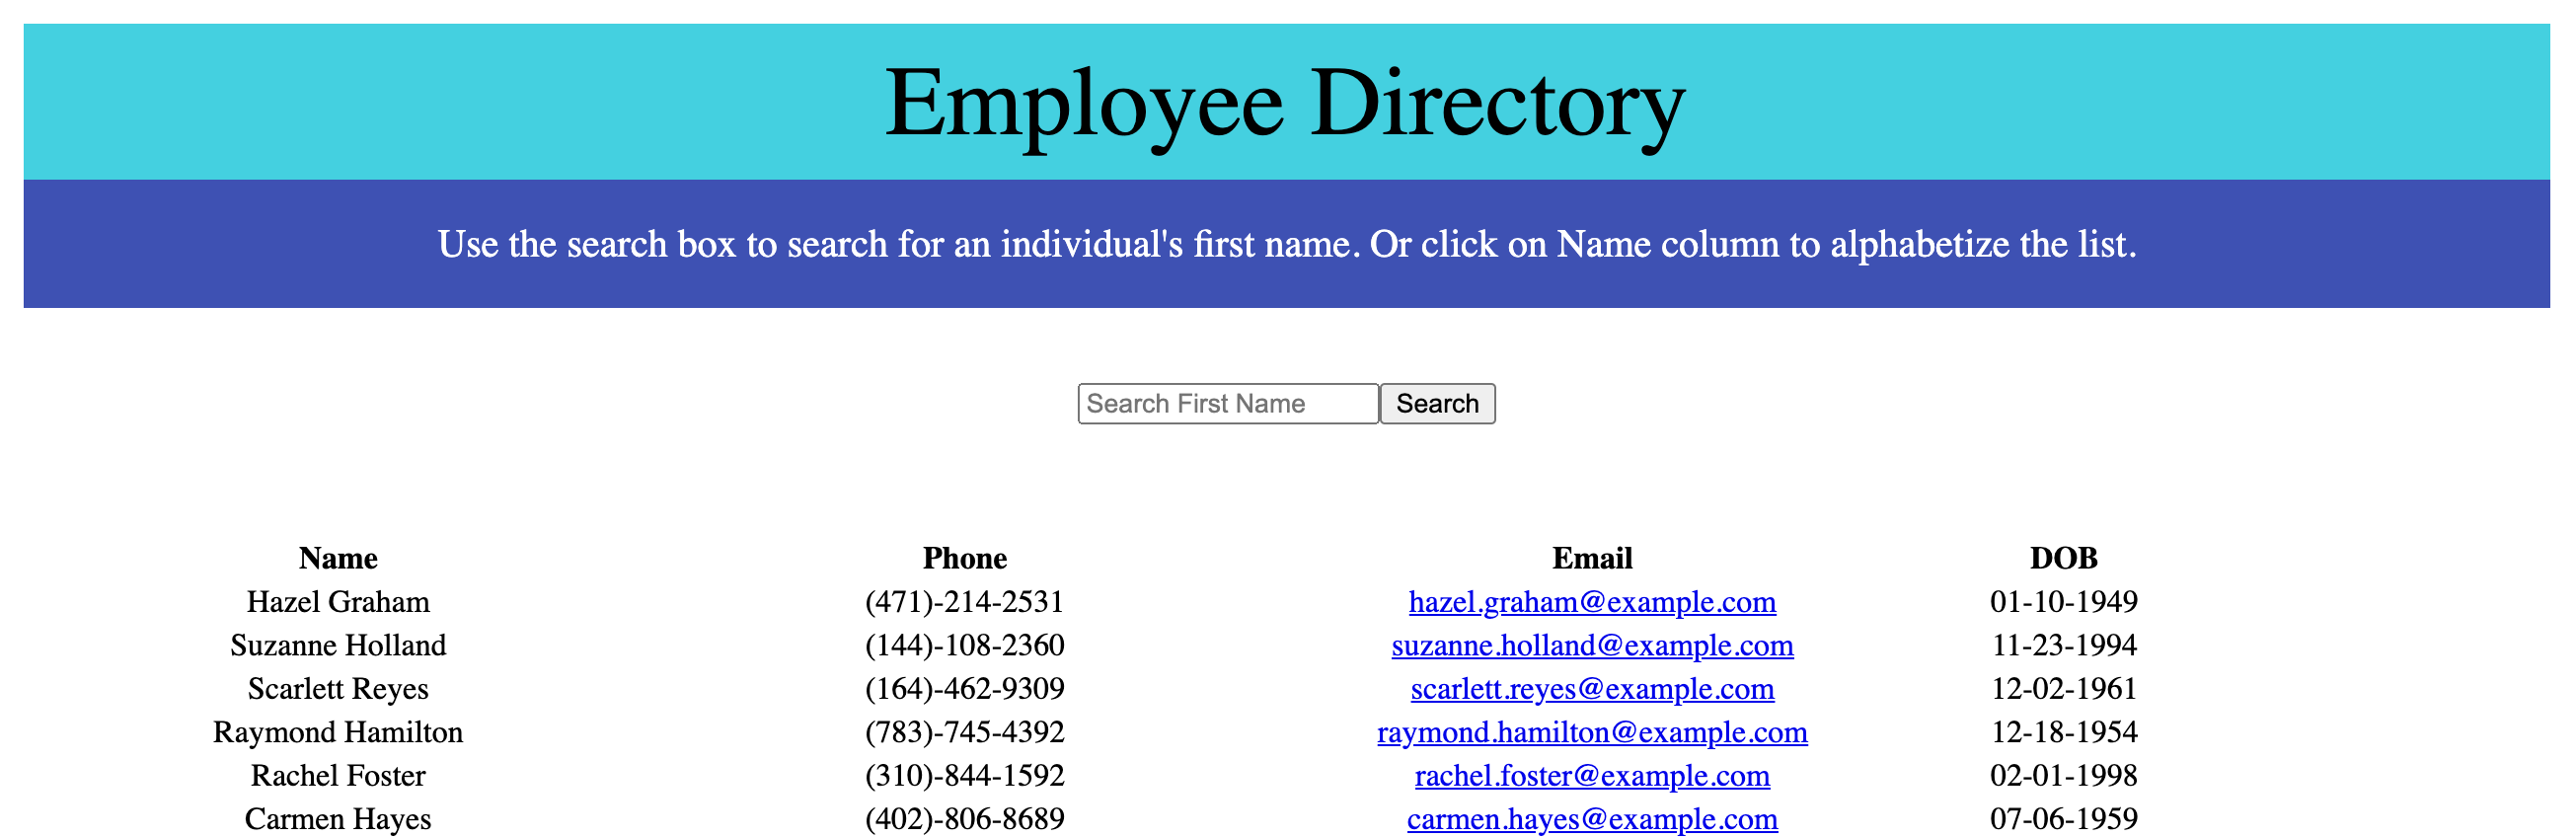 Employee Directory
Use the search box to search for an individual's first name. Or click on Name column to alphabetize the list.
Search First Name Search
Name Phone Email DOB
Hazel Graham (471)-214-2531 hazel.graham@example.com 01-10-1949
Suzanne Holland (144)-108-2360 suzanne.holland@example.com 11-23-1994
Scarlett Reyes (164)-462-9309 scarlett.reyes@example.com 12-02-1961
Raymond Hamilton (783)-745-4392 raymond.hamilton@example.com 12-18-1954
Rachel Foster (310)-844-1592 rachel.foster@example.com 02-01-1998
Carmen Hayes (402)-806-8689 carmen.hayes@example.com 07-06-1959